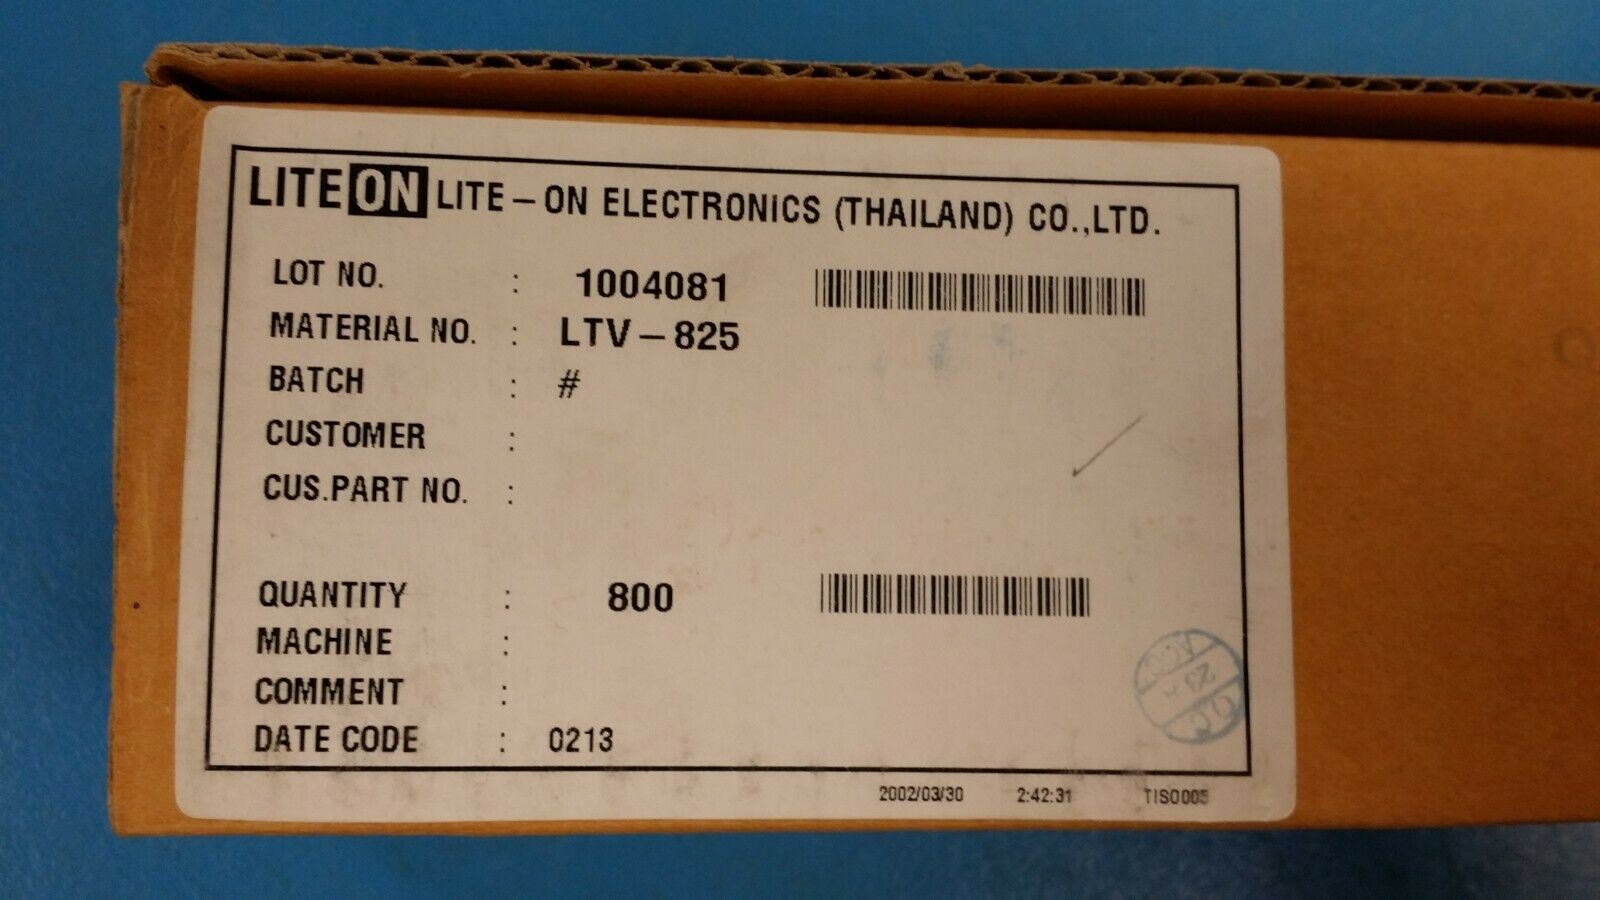 LITEON LITE-ON ELECTRONICS (THAILAND) CO.,LTD.
LOT NO. : 1004081
MATERIAL NO. : LTV-825
BATCH : #
CUSTOMER :
CUS.PART NO. :
QUANTITY : 800
MACHINE :
COMMENT :
DATE CODE : 0213
2002/03/30 2:42:31 TIS0005